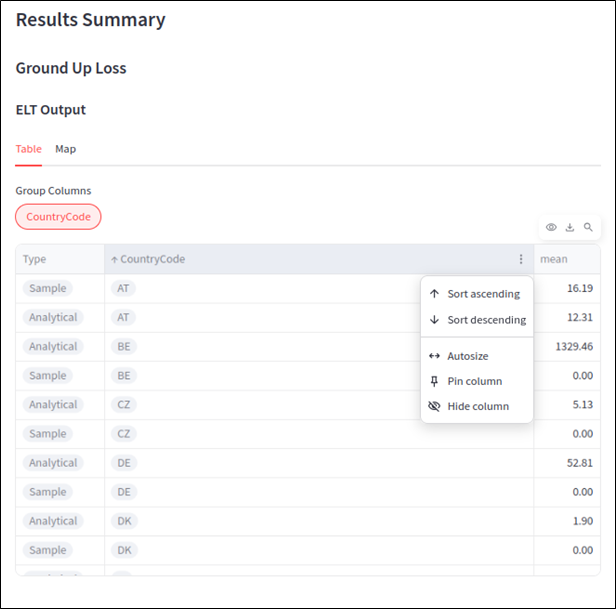 Results Summary
Ground Up Loss
ELT Output
Table Map
Group Columns
CountryCode
Type CountryCode mean
Sample AT 16.19
Analytical AT 12.31
Analytical BE 1329.46
Sample BE 0.00
Analytical CZ 5.13
Sample CZ 0.00
Analytical DE 52.81
Sample DE 0.00
Analytical DK 1.90
Sample DK 0.00
Sort ascending
Sort descending
Autosize
Pin column
Hide column